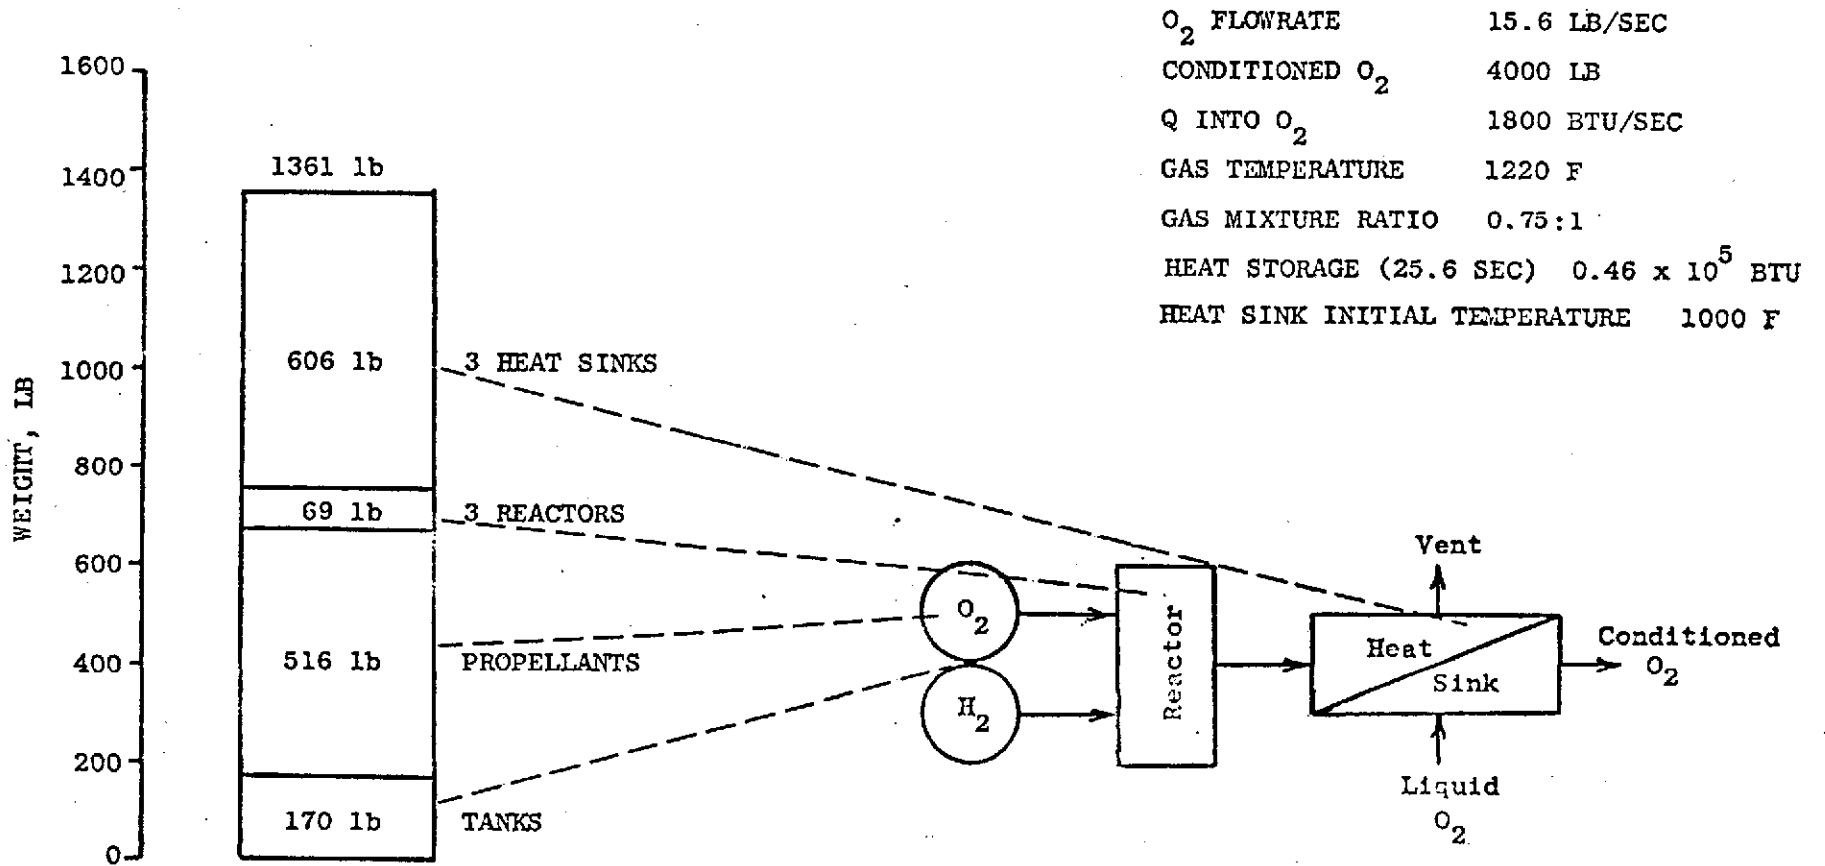 O2 FLOWRATE 15.6 LB/SEC
CONDITIONED O2 4000 LB
Q INTO O2 1800 BTU/SEC
GAS TEMPERATURE 1220 F
GAS MIXTURE RATIO 0.75:1
HEAT STORAGE (25.6 SEC) 0.46 x 10^5 BTU
HEAT SINK INITIAL TEMPERATURE 1000 F
WEIGHT, LB
1600
1400
1200
1000
800
600
400
200
0
1361 lb
606 lb
3 HEAT SINKS
69 lb
3 REACTORS
516 lb
PROPELLANTS
170 lb
TANKS
O2
H2
Reactor
Vent
Heat
Sink
Conditioned
O2
Liquid
O2